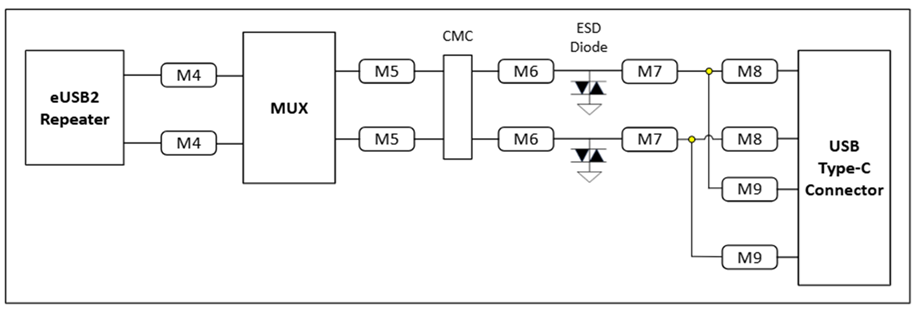 CMC
ESD
Diode
eUSB2
Repeater
M4
M4
MUX
M5
M5
M6
M6
M7
M7
M8
M8
M9
M9
USB
Type-C
Connector